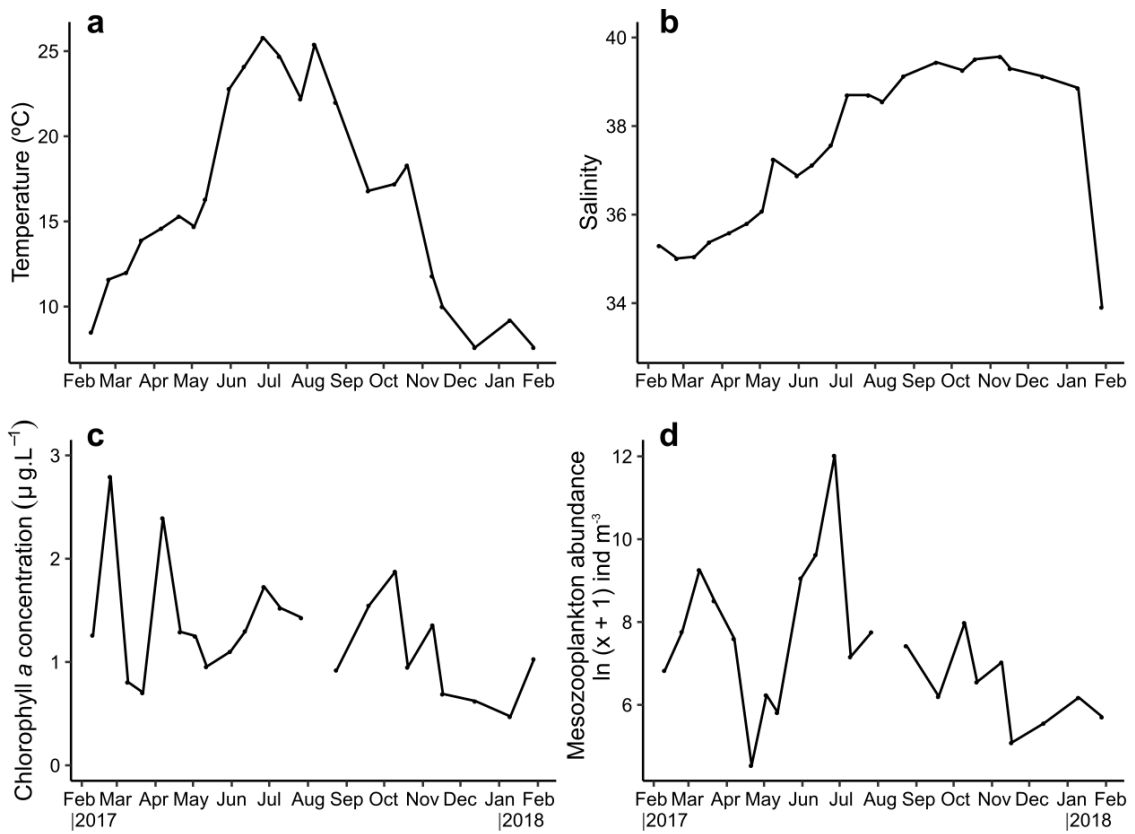 a
25
20
15
10
Temperature (ºC)
Feb Mar Apr May Jun Jul Aug Sep Oct Nov Dec Jan Feb
b
40
38
36
34
Salinity
Feb Mar Apr May Jun Jul Aug Sep Oct Nov Dec Jan Feb
c
3
2
1
0
Chlorophyll a concentration (µ g.L⁻¹)
Feb Mar Apr May Jun Jul Aug Sep Oct Nov Dec Jan Feb
|2017 |2018
d
12
10
8
6
Mesozooplankton abundance
ln (x + 1) ind m⁻³
Feb Mar Apr May Jun Jul Aug Sep Oct Nov Dec Jan Feb
|2017 |2018